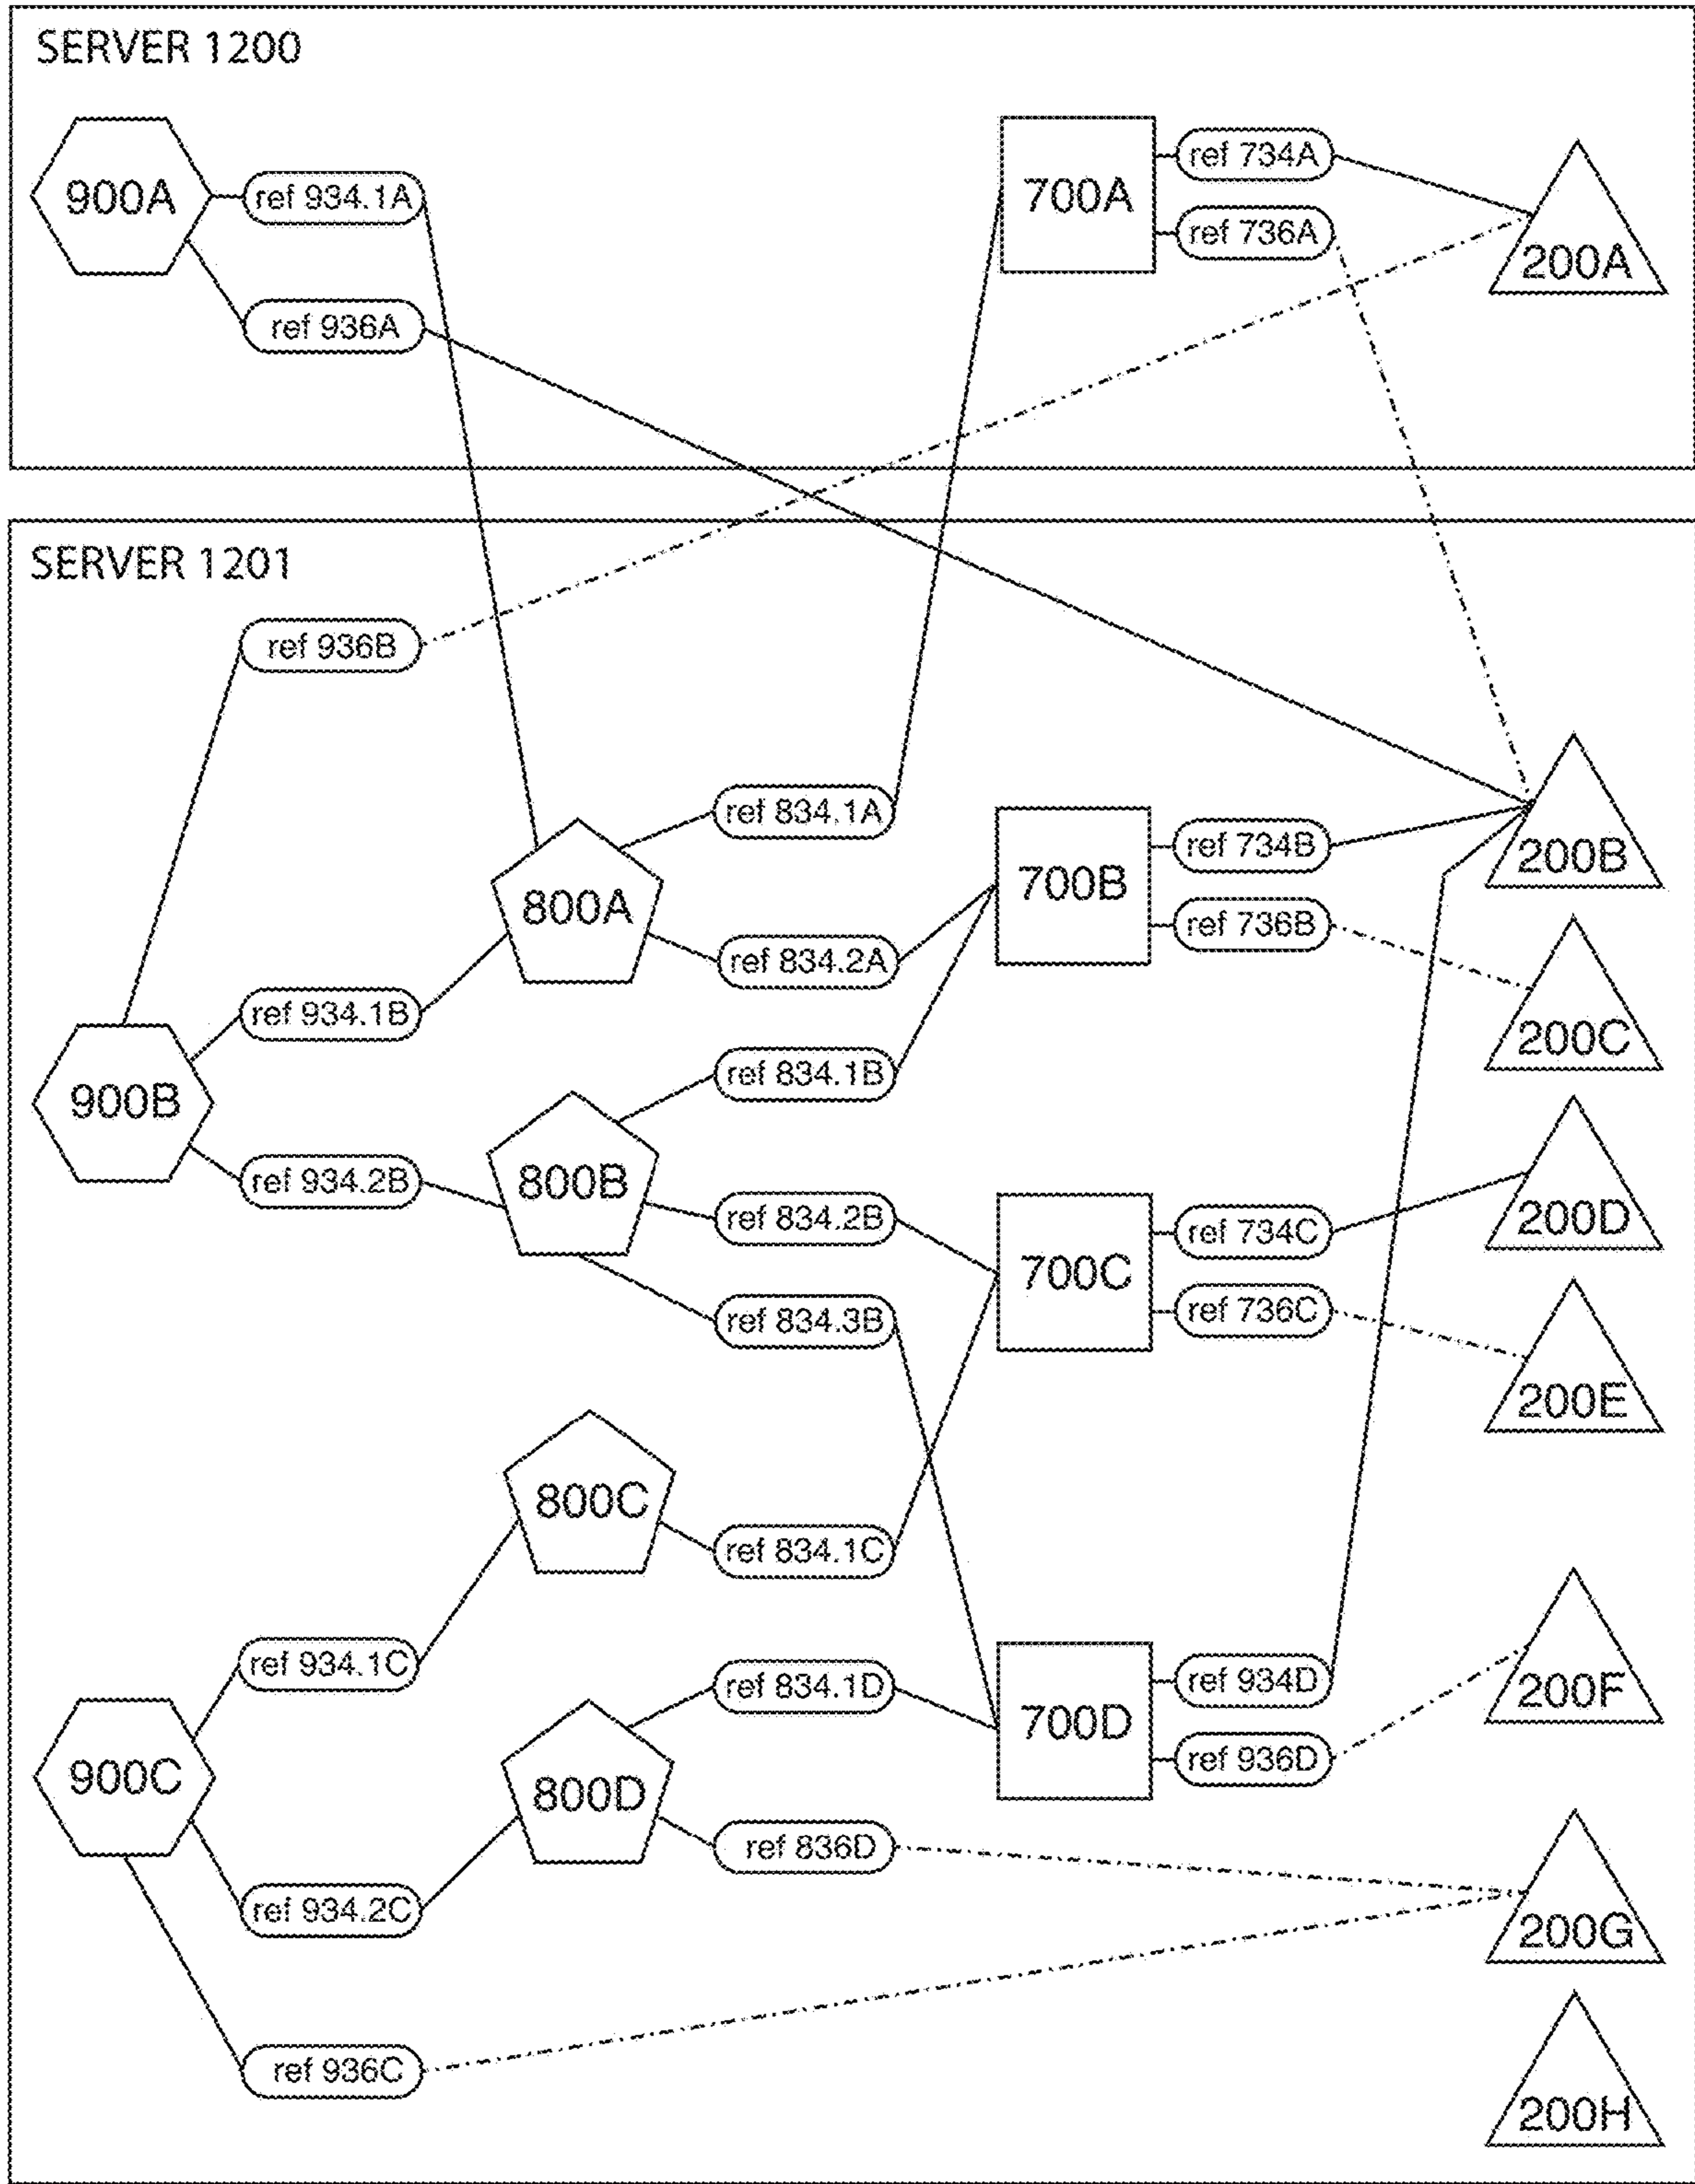 SERVER 1200
900A
ref 934.1A
ref 936A
700A
ref 734A
ref 736A
200A
SERVER 1201
ref 936B
900B
ref 934.1B
ref 934.2B
800A
ref 834.1A
ref 834.2A
800B
ref 834.1B
ref 834.2B
ref 834.3B
700B
ref 734B
ref 736B
200B
200C
700C
ref 734C
ref 736C
200D
200E
800C
ref 834.1C
900C
ref 934.1C
ref 934.2C
ref 936C
800D
ref 834.1D
ref 836D
700D
ref 934D
ref 936D
200F
200G
200H